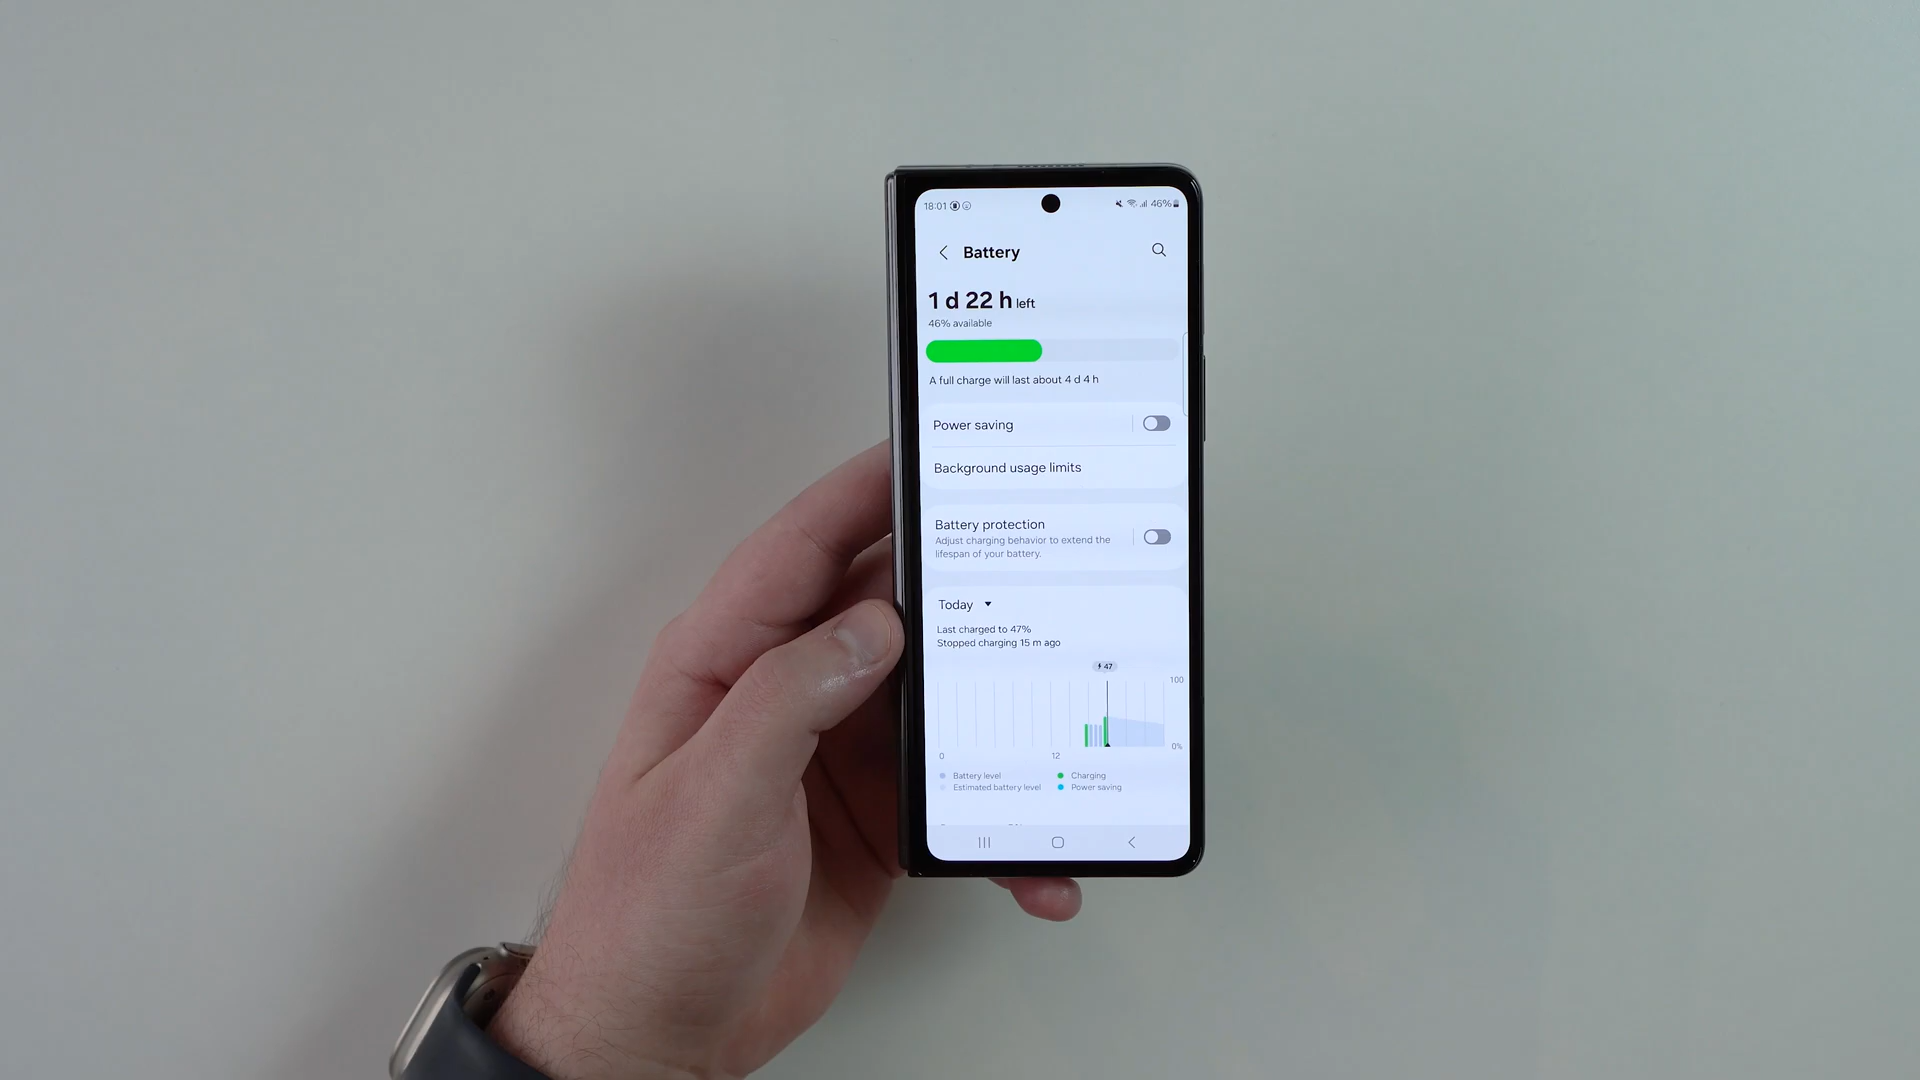 18:01 46%
Battery
1 d 22 h left
46% available
A full charge will last about 4 d 4 h
Power saving
Background usage limits
Battery protection
Adjust charging behavior to extend the
lifespan of your battery.
Today
Last charged to 47%
Stopped charging 15 m ago
47
100
0%
0 12
Battery level Charging
Estimated battery level Power saving